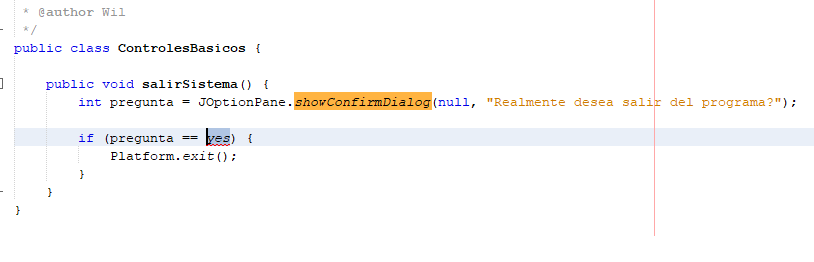 * @author Wil
*/
public class ControlesBasicos {
public void salirSistema() {
int pregunta = JOptionPane.showConfirmDialog(null, "Realmente desea salir del programa?");
if (pregunta == yes) {
Platform.exit();
}
}
}